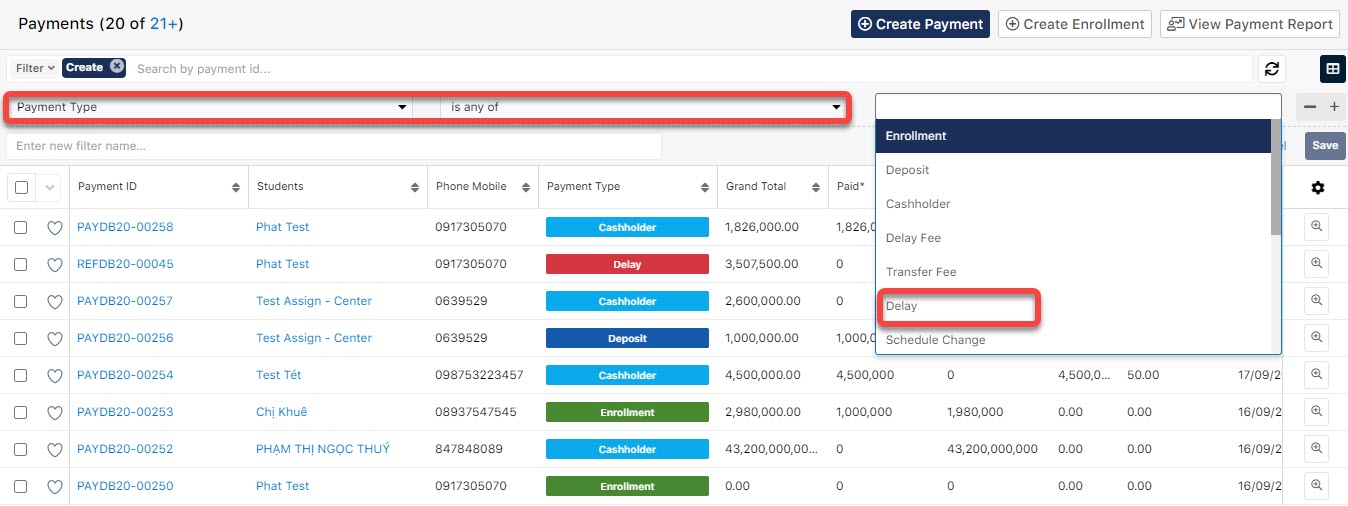 Payments (20 of 21+)
Create Payment
Create Enrollment
View Payment Report
Filter
Create
Search by payment id...
Payment Type
is any of
Enter new filter name...
Save
Enrollment
Deposit
Cashholder
Delay Fee
Transfer Fee
Delay
Schedule Change
Payment ID Students Phone Mobile Payment Type Grand Total Paid*
PAYDB20-00258 Phat Test 0917305070 Cashholder 1,826,000.00 1,826,0
REFDB20-00045 Phat Test 0917305070 Delay 3,507,500.00 0
PAYDB20-00257 Test Assign - Center 0639529 Cashholder 2,600,000.00 0
PAYDB20-00256 Test Assign - Center 0639529 Deposit 1,000,000.00 1,000,
PAYDB20-00254 Test Tét 098753223457 Cashholder 4,500,000.00 4,500,000 0 4,500,0... 50.00 17/09/2
PAYDB20-00253 Chị Khuê 08937547545 Enrollment 2,980,000.00 1,000,000 1,980,000 0.00 0.00 16/09/2
PAYDB20-00252 PHẠM THỊ NGỌC THUÝ 847848089 Cashholder 43,200,000,00... 0 43,200,000,000 0.00 0.00 16/09/2
PAYDB20-00250 Phat Test 0917305070 Enrollment 0.00 0 0 0.00 0.00 16/09/2